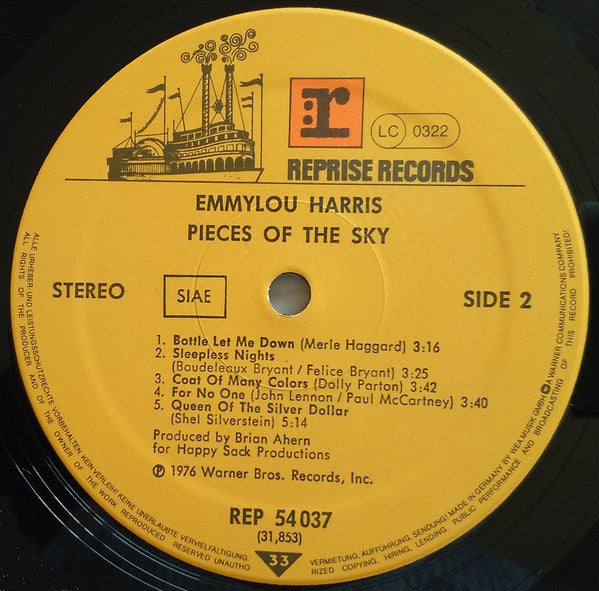 r
LC 0322
REPRISE RECORDS
EMMYLOU HARRIS
PIECES OF THE SKY
STEREO
SIAE
SIDE 2
1. Bottle Let Me Down (Merle Haggard) 3:16
2. Sleepless Nights
(Boudeleaux Bryant / Felice Bryant) 3:25
3. Coat Of Many Colors (Dolly Parton) 3:42
4. For No One (John Lennon / Paul McCartney) 3:40
5. Queen Of The Silver Dollar
(Shel Silverstein) 5:14
Produced by Brian Ahern
for Happy Sack Productions
℗ 1976 Warner Bros. Records, Inc.
REP 54 037
(31,853)
33
ALLE URHEBER- UND LEISTUNGSSCHUTZRECHTE VORBEHALTEN. KEIN VERLEIH! KEINE UNERLAUBTE VERVIELFÄLTIGUNG,
VERMIETUNG, AUFFÜHRUNG, SENDUNG! MADE IN GERMANY BY WEA MUSIK GMBH A WARNER COMMUNICATIONS COMPANY
ALL RIGHTS OF THE PRODUCER AND OF THE OWNER OF THE WORK REPRODUCED RESERVED UNAUTHO
RIZED COPYING, HIRING, LENDING, PUBLIC PERFORMANCE AND BROADCASTING OF THIS RECORD PROHIBITED!